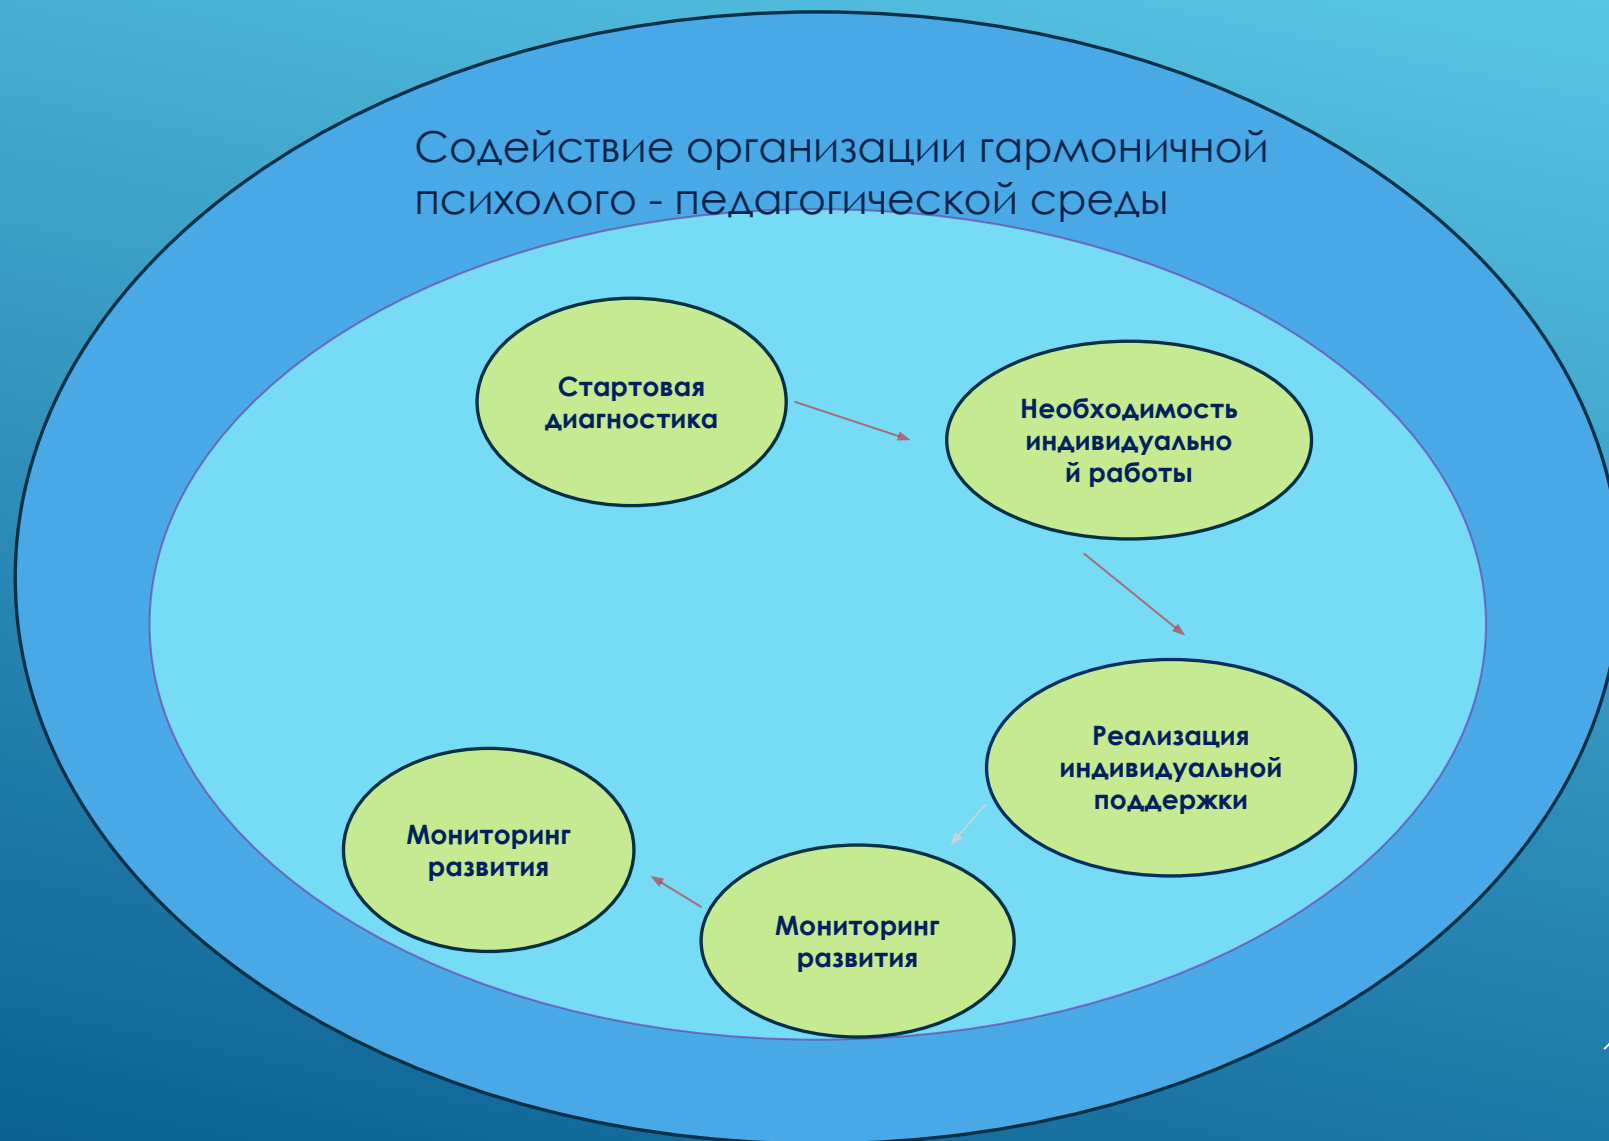 Содействие организации гармоничной
психолого - педагогической среды
Стартовая
диагностика
Необходимость
индивидуально
й работы
Реализация
индивидуальной
поддержки
Мониторинг
развития
Мониторинг
развития